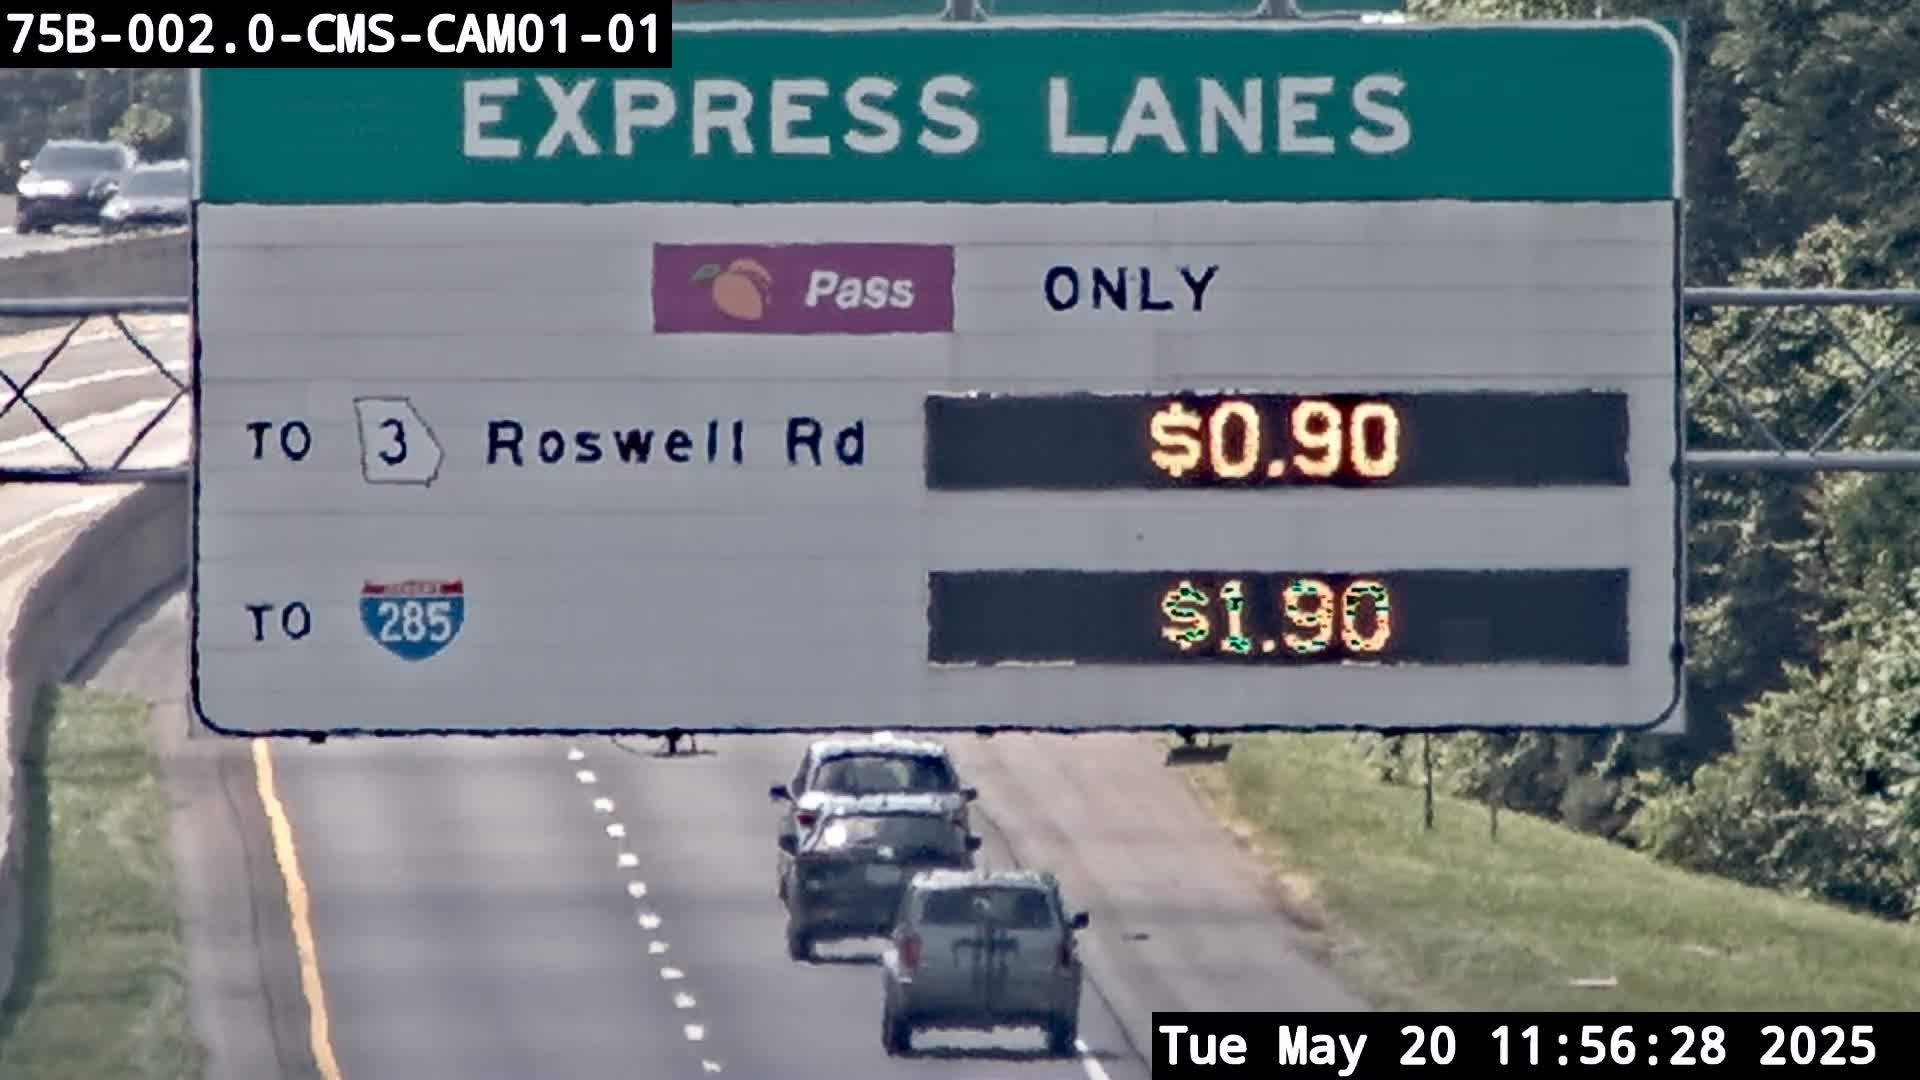 75B-002.0-CMS-CAM01-01
EXPRESS LANES
Pass ONLY
TO 3 Roswell Rd $0.90
TO 285 $1.90
Tue May 20 11:56:28 2025